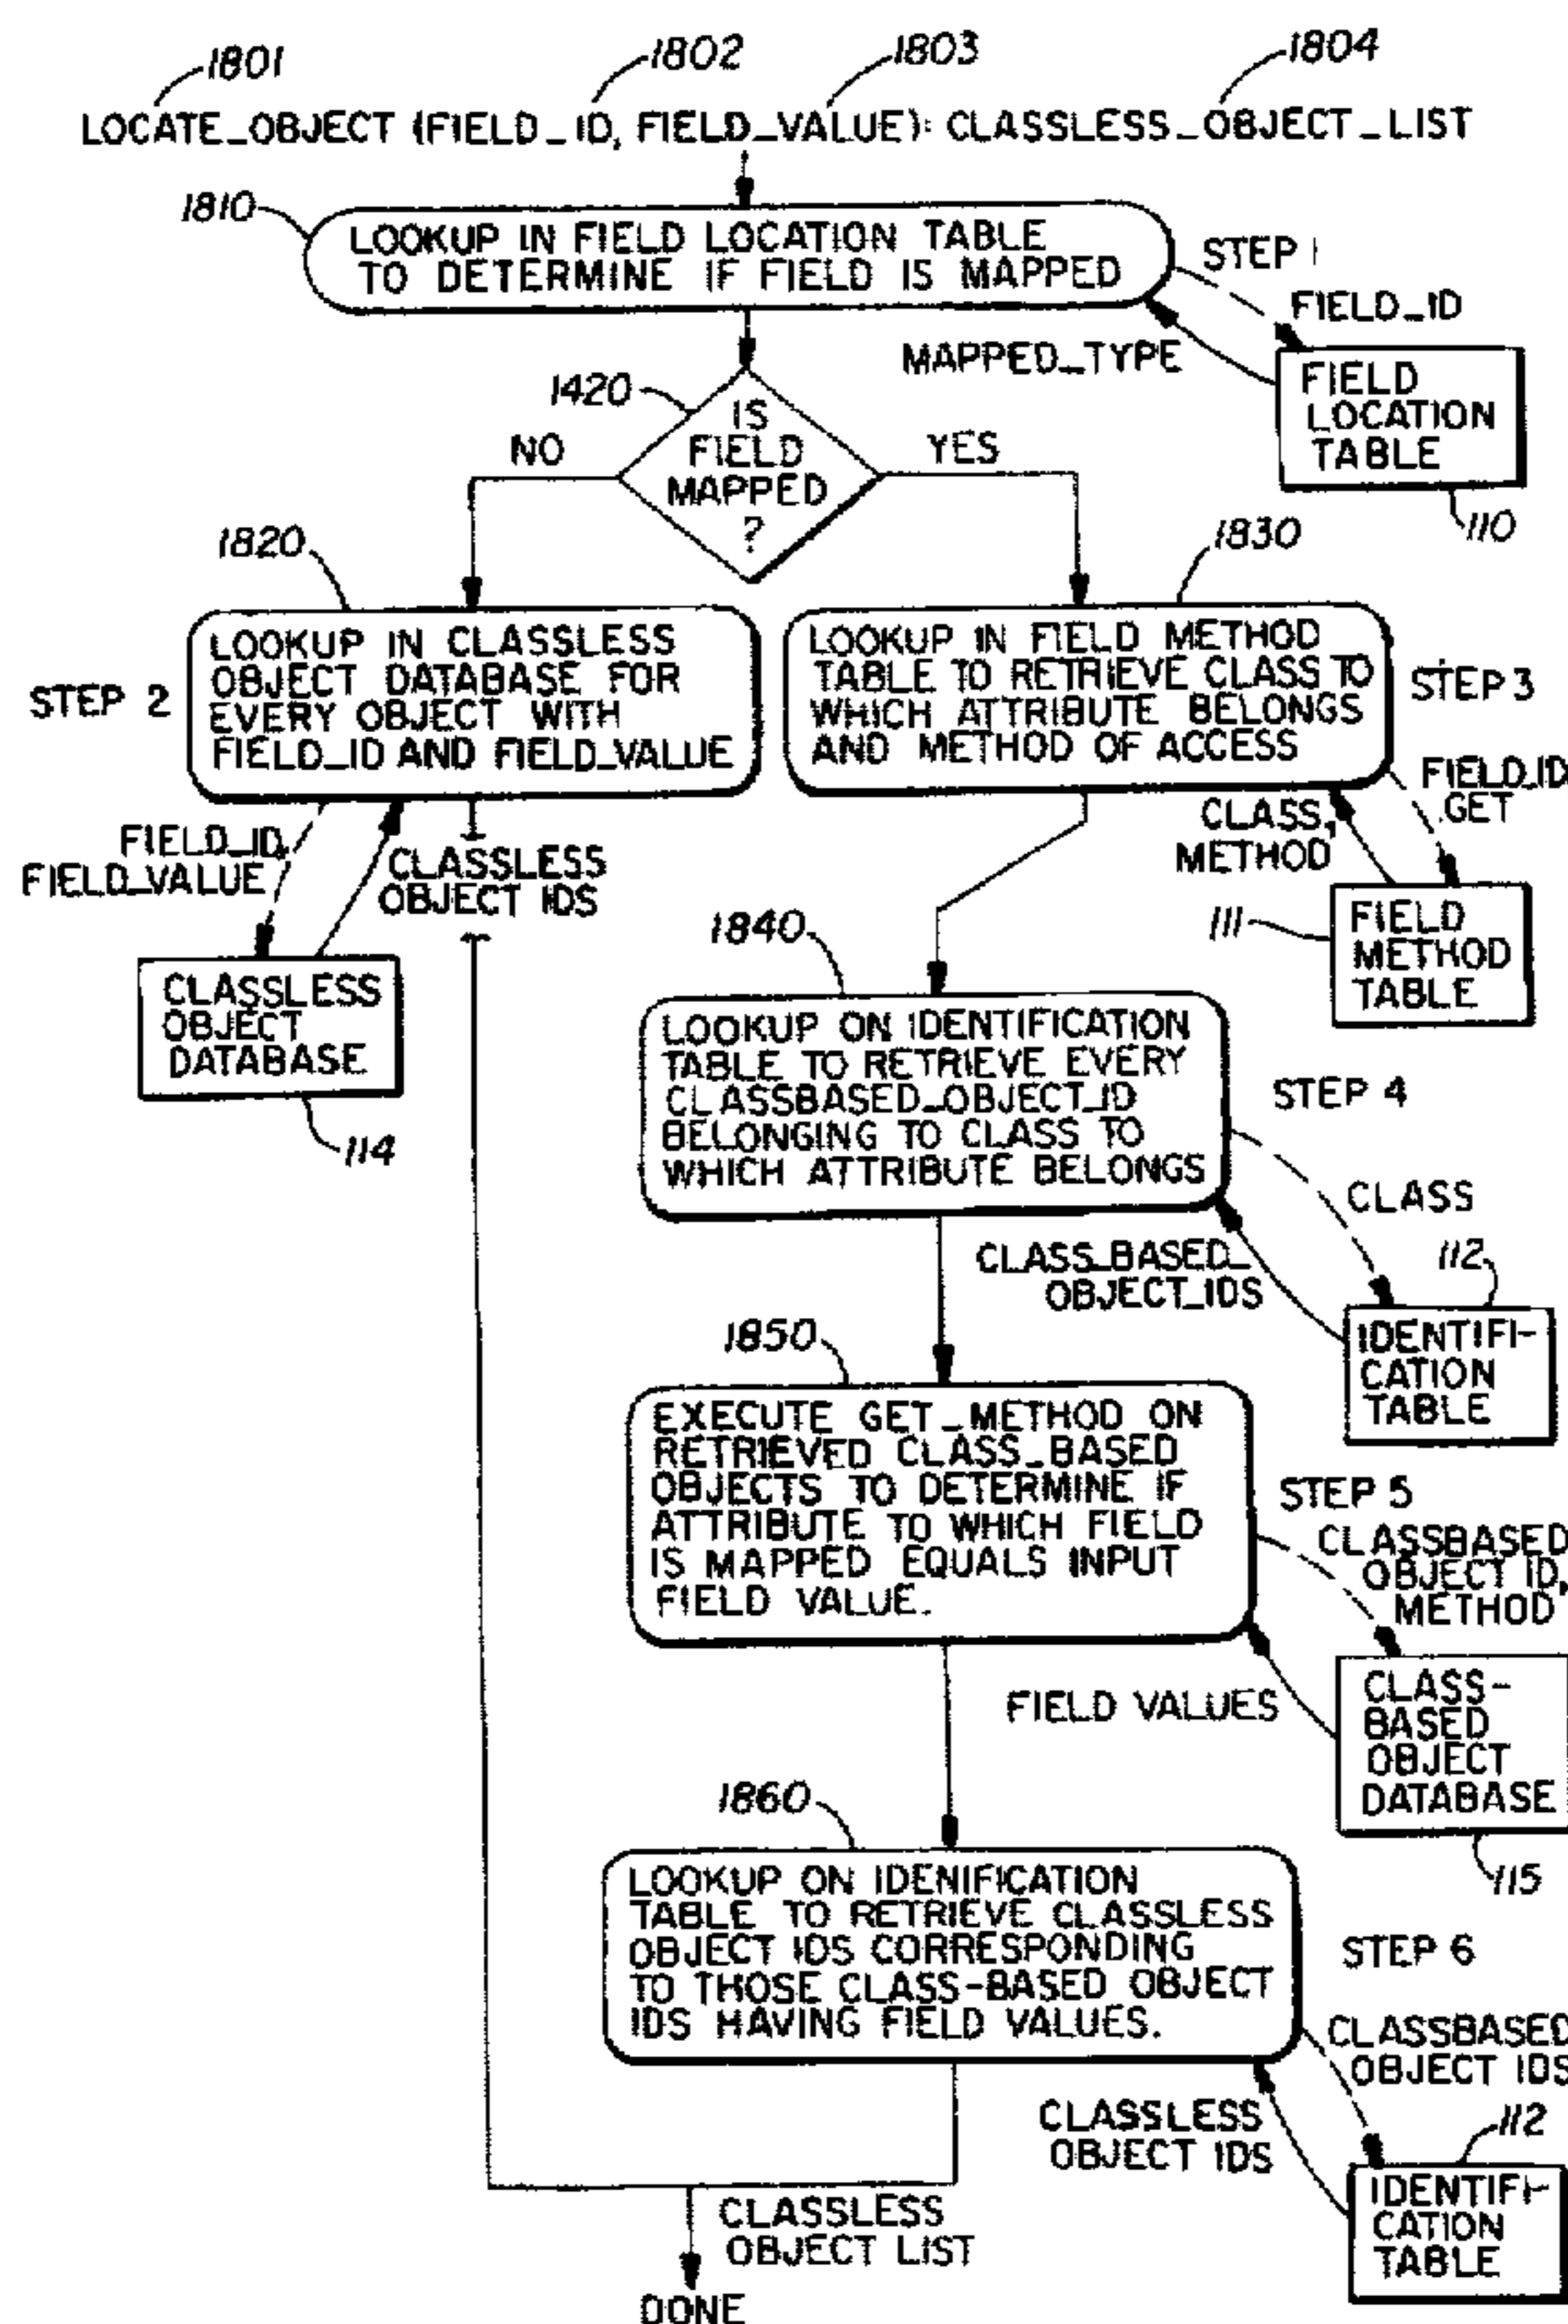 1801
1802
1803
1804
LOCATE_OBJECT (FIELD_ID, FIELD_VALUE): CLASSLESS_OBJECT_LIST
1810
LOOKUP IN FIELD LOCATION TABLE
TO DETERMINE IF FIELD IS MAPPED
STEP 1
FIELD_ID
MAPPED_TYPE
FIELD
LOCATION
TABLE
110
1420
IS
FIELD
MAPPED
?
NO
YES
1820
1830
STEP 2
LOOKUP IN CLASSLESS
OBJECT DATABASE FOR
EVERY OBJECT WITH
FIELD_ID AND FIELD_VALUE
LOOKUP IN FIELD METHOD
TABLE TO RETRIEVE CLASS TO
WHICH ATTRIBUTE BELONGS
AND METHOD OF ACCESS
STEP 3
FIELD_ID,
FIELD_VALUE
CLASSLESS
OBJECT IDS
CLASS,
METHOD
FIELD_ID
GET
CLASSLESS
OBJECT
DATABASE
114
111
FIELD
METHOD
TABLE
1840
LOOKUP ON IDENTIFICATION
TABLE TO RETRIEVE EVERY
CLASSBASED_OBJECT_ID
BELONGING TO CLASS TO
WHICH ATTRIBUTE BELONGS
STEP 4
CLASS
CLASS_BASED_
OBJECT_IDS
112
IDENTIFI-
CATION
TABLE
1850
EXECUTE GET_METHOD ON
RETRIEVED CLASS_BASED
OBJECTS TO DETERMINE IF
ATTRIBUTE TO WHICH FIELD
IS MAPPED EQUALS INPUT
FIELD VALUE.
STEP 5
CLASSBASED
OBJECT ID,
METHOD
FIELD VALUES
CLASS-
BASED
OBJECT
DATABASE
115
1860
LOOKUP ON IDENIFICATION
TABLE TO RETRIEVE CLASSLESS
OBJECT IDS CORRESPONDING
TO THOSE CLASS-BASED OBJECT
IDS HAVING FIELD VALUES.
STEP 6
CLASSBASED
OBJECT IDS
CLASSLESS
OBJECT IDS
112
IDENTIFI-
CATION
TABLE
CLASSLESS
OBJECT LIST
DONE